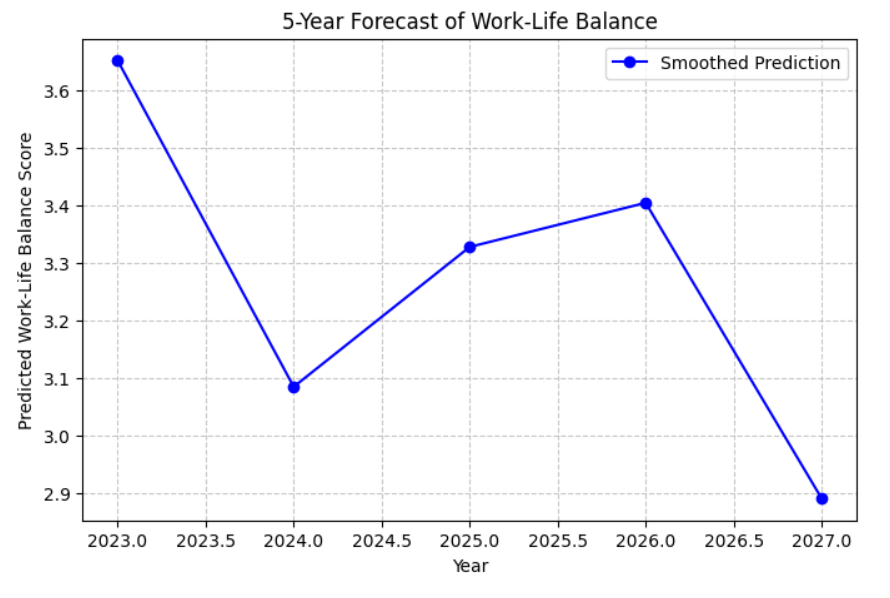 5-Year Forecast of Work-Life Balance
Smoothed Prediction
Predicted Work-Life Balance Score
3.6
3.5
3.4
3.3
3.2
3.1
3.0
2.9
2023.0 2023.5 2024.0 2024.5 2025.0 2025.5 2026.0 2026.5 2027.0
Year